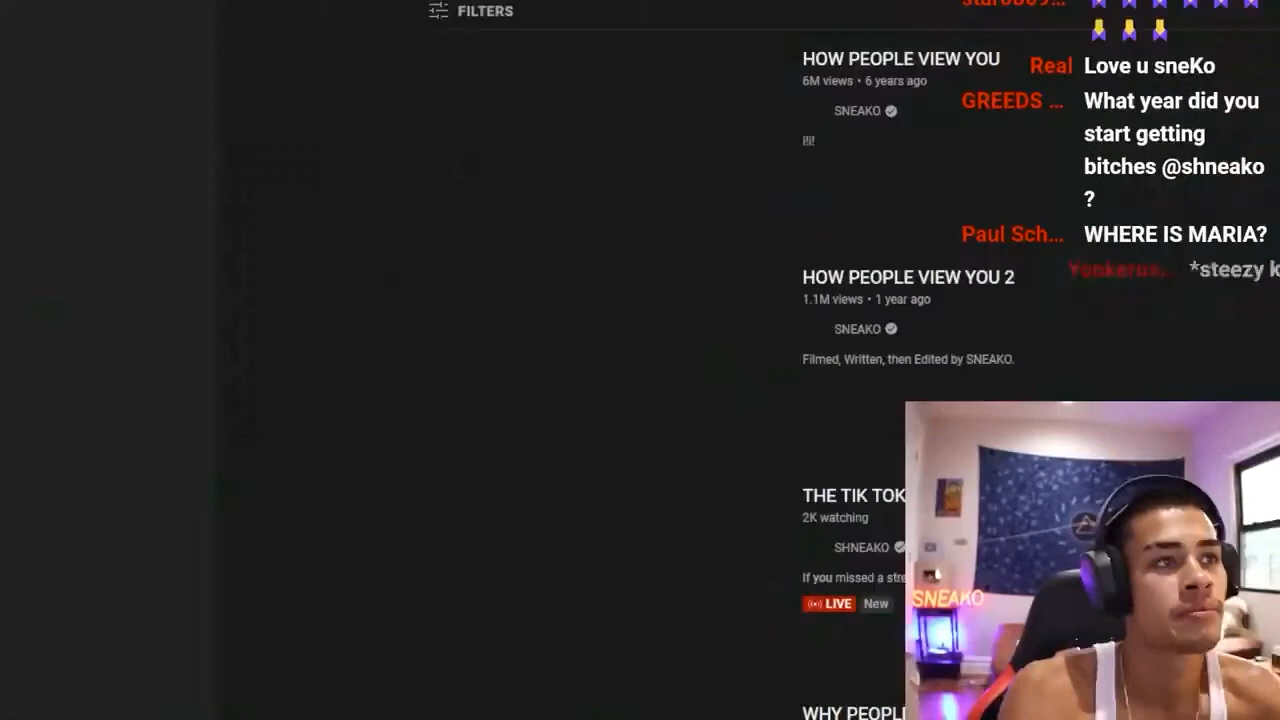 FILTERS
HOW PEOPLE VIEW YOU
6M views • 6 years ago
SNEAKO
!!!!
HOW PEOPLE VIEW YOU 2
1.1M views • 1 year ago
SNEAKO
Filmed, Written, then Edited by SNEAKO.
THE TIK TOK
2K watching
SHNEAKO
If you missed a stre
LIVE New
WHY PEOPL
Real Love u sneKo
GREEDS ... What year did you
start getting
bitches @shneako
?
Paul Sch... WHERE IS MARIA?
*steezy k
SNEAKO